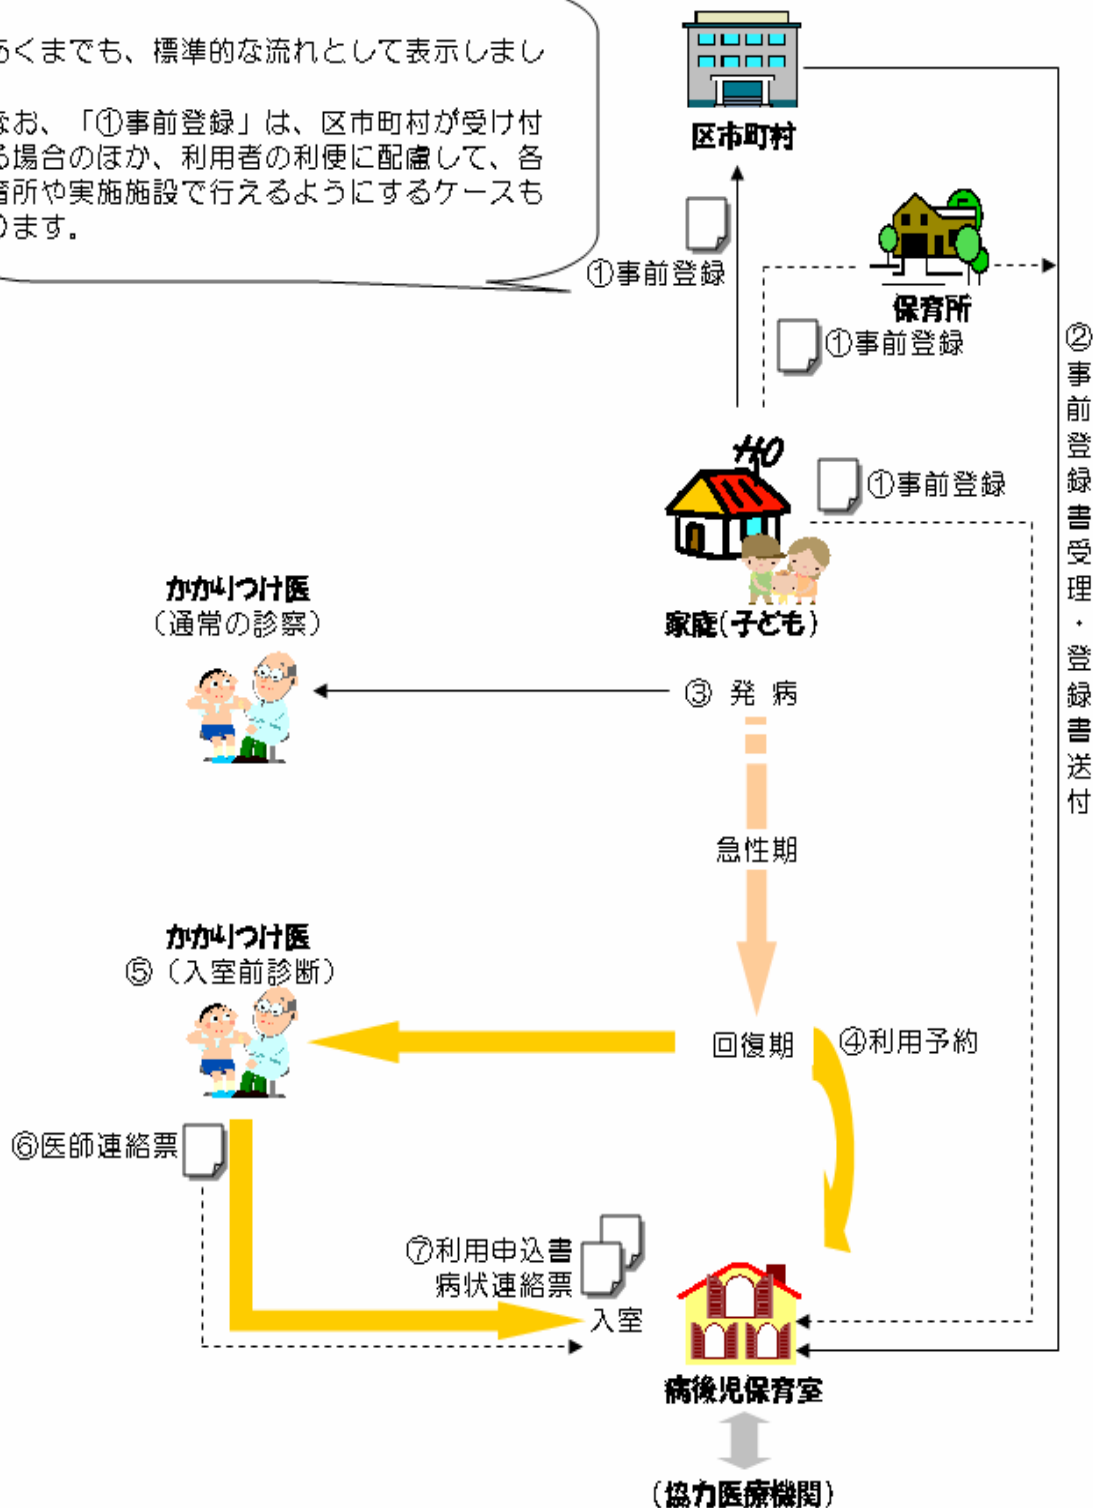 あくまでも、標準的な流れとして表示しまし
なお、「①事前登録」は、区市町村が受け付
る場合のほか、利用者の利便に配慮して、各
育所や実施施設で行えるようにするケースも
ります。
区市町村
①事前登録
保育所
①事前登録
②事前登録書受理・登録書送付
①事前登録
家庭(子ども)
かかりつけ医
（通常の診察）
③ 発 病
急性期
かかりつけ医
⑤（入室前診断）
回復期
④利用予約
⑥医師連絡票
⑦利用申込書
病状連絡票
入室
病後児保育室
(協力医療機関)